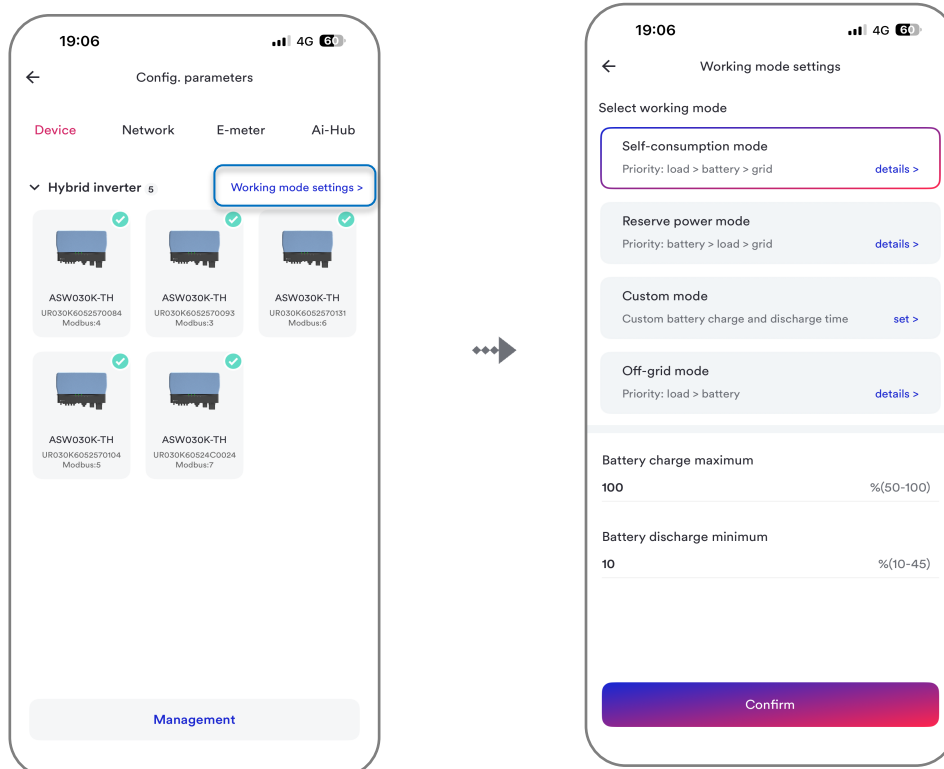 19:06
4G 60
Config. parameters
Device Network E-meter Ai-Hub
Hybrid inverter 5 Working mode settings >
ASW030K-TH
UR030K6052570084
Modbus:4
ASW030K-TH
UR030K6052570093
Modbus:3
ASW030K-TH
UR030K6052570131
Modbus:6
ASW030K-TH
UR030K6052570104
Modbus:5
ASW030K-TH
UR030K60524C0024
Modbus:7
Management
19:06
4G 60
Working mode settings
Select working mode
Self-consumption mode
Priority: load > battery > grid details >
Reserve power mode
Priority: battery > load > grid details >
Custom mode
Custom battery charge and discharge time set >
Off-grid mode
Priority: load > battery details >
Battery charge maximum
100 %(50-100)
Battery discharge minimum
10 %(10-45)
Confirm